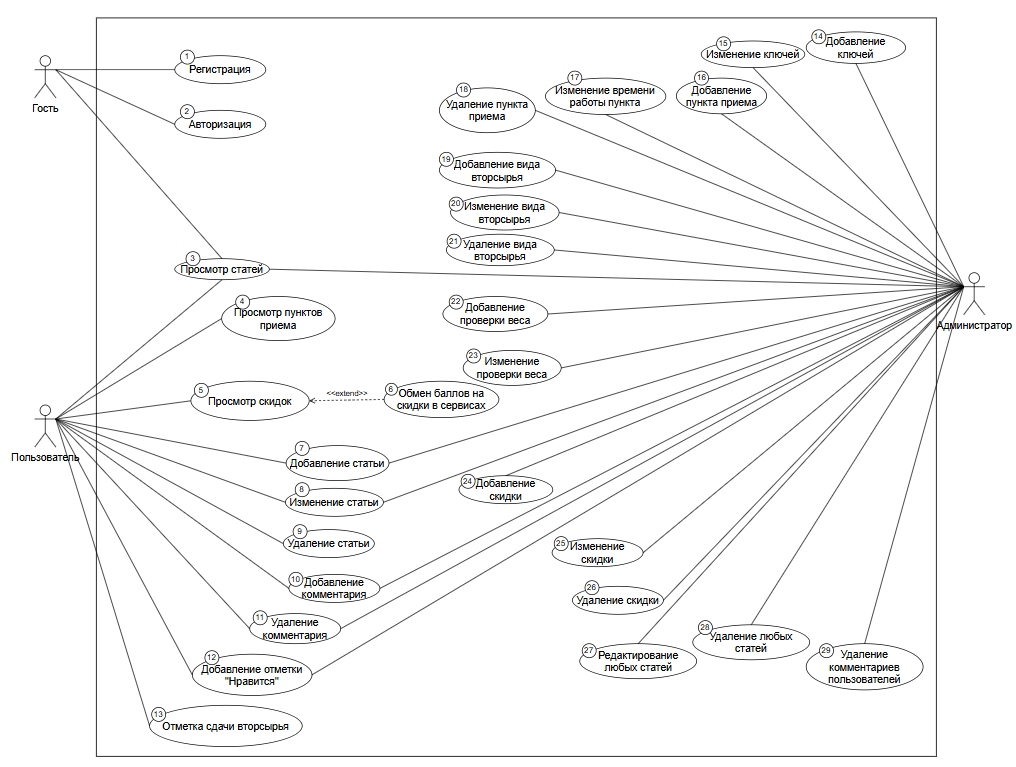 Гость
Пользователь
Администратор
1
Регистрация
2
Авторизация
3
Просмотр статей
4
Просмотр пунктов
приема
5
Просмотр скидок
<<extend>>
6
Обмен баллов на
скидки в сервисах
7
Добавление статьи
8
Изменение статьи
9
Удаление статьи
10
Добавление
комментария
11
Удаление
комментария
12
Добавление отметки
"Нравится"
13
Отметка сдачи вторсырья
14
Добавление
ключей
15
Изменение ключей
16
Добавление
пункта приема
17
Изменение времени
работы пункта
18
Удаление пункта
приема
19
Добавление вида
вторсырья
20
Изменение вида
вторсырья
21
Удаление вида
вторсырья
22
Добавление
проверки веса
23
Изменение
проверки веса
24
Добавление
скидки
25
Изменение
скидки
26
Удаление скидки
27
Редактирование
любых статей
28
Удаление любых
статей
29
Удаление
комментариев
пользователей